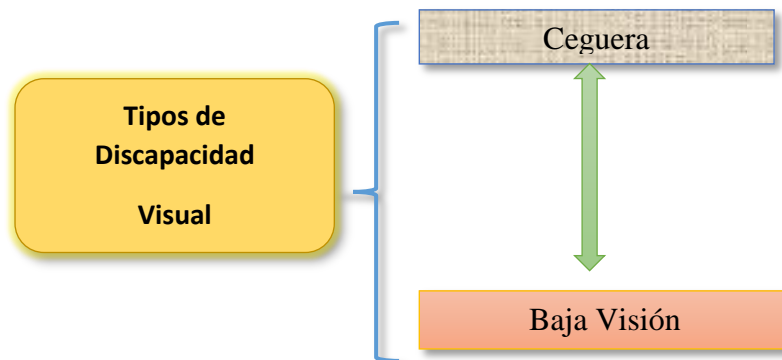 Ceguera
Tipos de
Discapacidad
Visual
Baja Visión